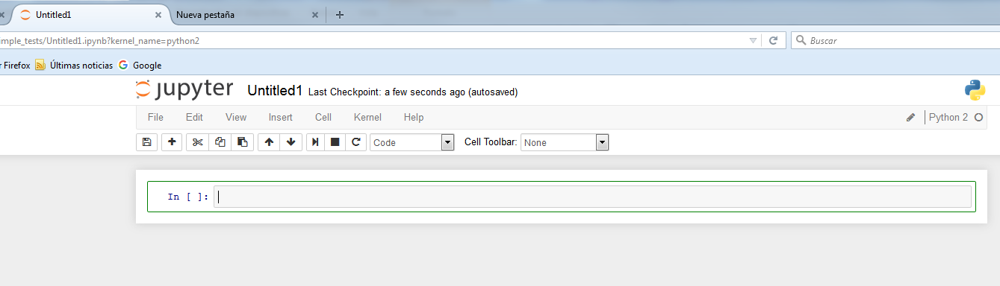 Untitled1 Nueva pestaña
imple_tests/Untitled1.ipynb?kernel_name=python2 Buscar
r Firefox Últimas noticias Google
jupyter Untitled1 Last Checkpoint: a few seconds ago (autosaved)
File Edit View Insert Cell Kernel Help Python 2
Code Cell Toolbar: None
In [ ]: